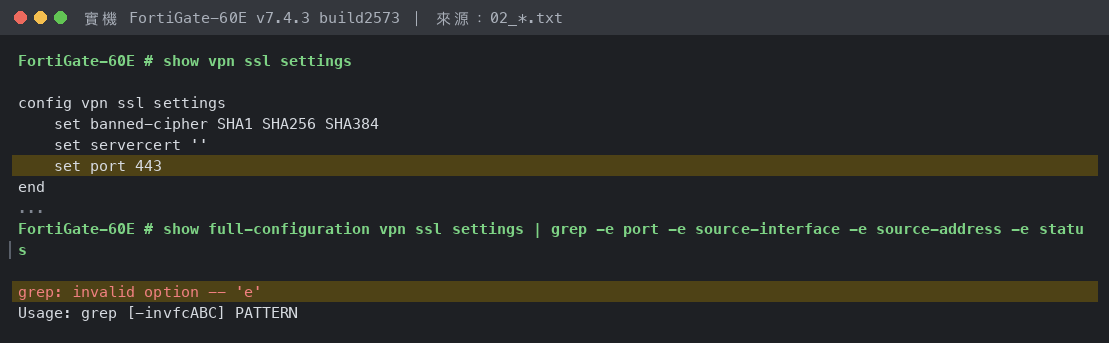 實機 FortiGate-60E v7.4.3 build2573 | 來源：02_*.txt
FortiGate-60E # show vpn ssl settings
config vpn ssl settings
    set banned-cipher SHA1 SHA256 SHA384
    set servercert ''
    set port 443
end
...
FortiGate-60E # show full-configuration vpn ssl settings | grep -e port -e source-interface -e source-address -e statu
s
grep: invalid option -- 'e'
Usage: grep [-invfcABC] PATTERN